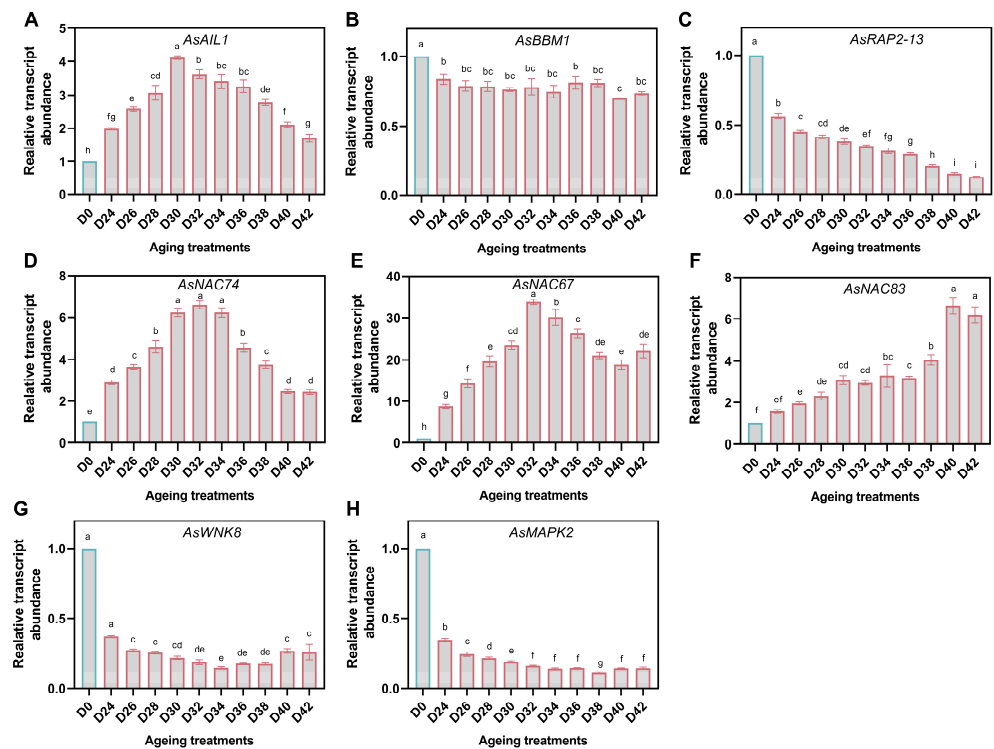 A
AsAIL1
Realative transcript
abundance
5
4
3
2
1
0
h
fg
e
cd
a
b
bc
bc
de
f
g
D0 D24 D26 D28 D30 D32 D34 D36 D38 D40 D42
Aging treatments
B
AsBBM1
Realative transcript
abundance
1.0
0.5
0.0
a
b
bc
bc
bc
bc
bc
b
bc
c
bc
D0 D24 D26 D28 D30 D32 D34 D36 D38 D40 D42
Ageing treatments
C
AsRAP2-13
Realative transcript
abundance
1.0
0.5
0.0
a
b
c
cd
de
ef
fg
g
h
i
i
D0 D24 D26 D28 D30 D32 D34 D36 D38 D40 D42
Ageing treatments
D
AsNAC74
Realative transcript
abundance
8
6
4
2
0
e
d
c
b
a
a
a
b
c
d
d
D0 D24 D26 D28 D30 D32 D34 D36 D38 D40 D42
Ageing treatments
E
AsNAC67
Realative transcript
abundance
40
30
20
10
0
h
g
f
e
cd
a
b
c
de
e
de
D0 D24 D26 D28 D30 D32 D34 D36 D38 D40 D42
Ageing treatments
F
AsNAC83
Realative transcript
abundance
8
6
4
2
0
f
ef
e
de
cd
cd
bc
c
b
a
a
D0 D24 D26 D28 D30 D32 D34 D36 D38 D40 D42
Ageing treatments
G
AsWNK8
Realative transcript
abundance
1.0
0.5
0.0
a
a
c
c
cd
de
e
de
de
c
c
D0 D24 D26 D28 D30 D32 D34 D36 D38 D40 D42
Ageing treatments
H
AsMAPK2
Realative transcript
abundance
1.0
0.5
0.0
a
b
c
d
e
f
f
f
g
f
f
D0 D24 D26 D28 D30 D32 D34 D36 D38 D40 D42
Ageing treatments